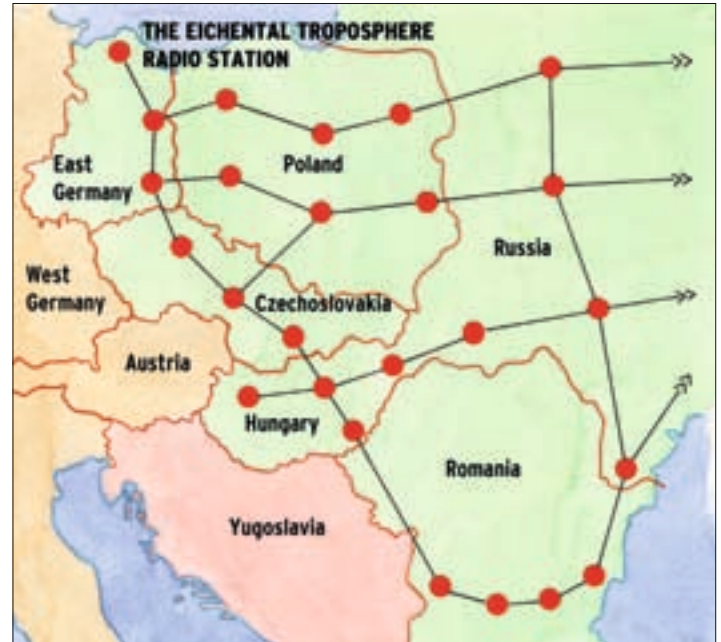 THE EICHENTAL TROPOSPHERE
RADIO STATION
East
Germany
Poland
West
Germany
Czechoslovakia
Russia
Austria
Hungary
Romania
Yugoslavia